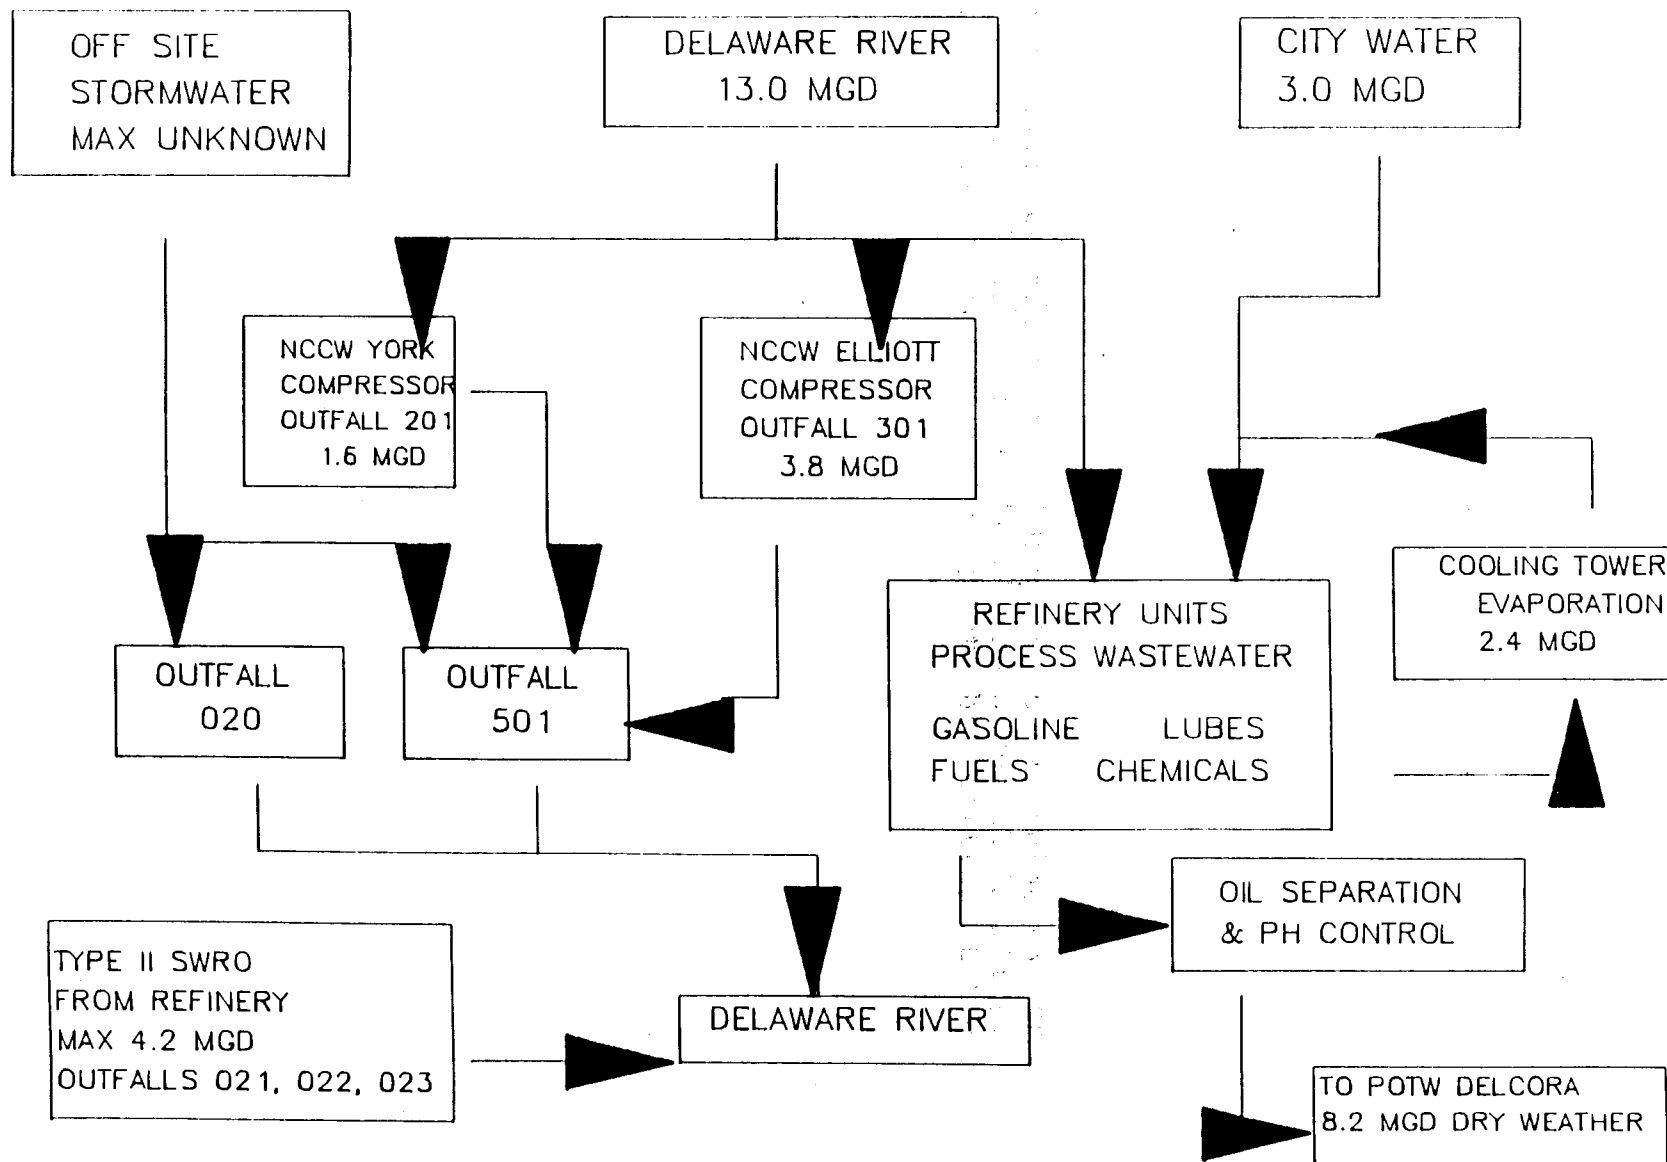 OFF SITE
STORMWATER
MAX UNKNOWN
DELAWARE RIVER
13.0 MGD
CITY WATER
3.0 MGD
NCCW YORK
COMPRESSOR
OUTFALL 201
1.6 MGD
NCCW ELLIOTT
COMPRESSOR
OUTFALL 301
3.8 MGD
COOLING TOWER
EVAPORATION
2.4 MGD
REFINERY UNITS
PROCESS WASTEWATER
GASOLINE LUBES
FUELS CHEMICALS
OUTFALL
020
OUTFALL
501
OIL SEPARATION
& PH CONTROL
TYPE II SWRO
FROM REFINERY
MAX 4.2 MGD
OUTFALLS 021, 022, 023
DELAWARE RIVER
TO POTW DELCORA
8.2 MGD DRY WEATHER